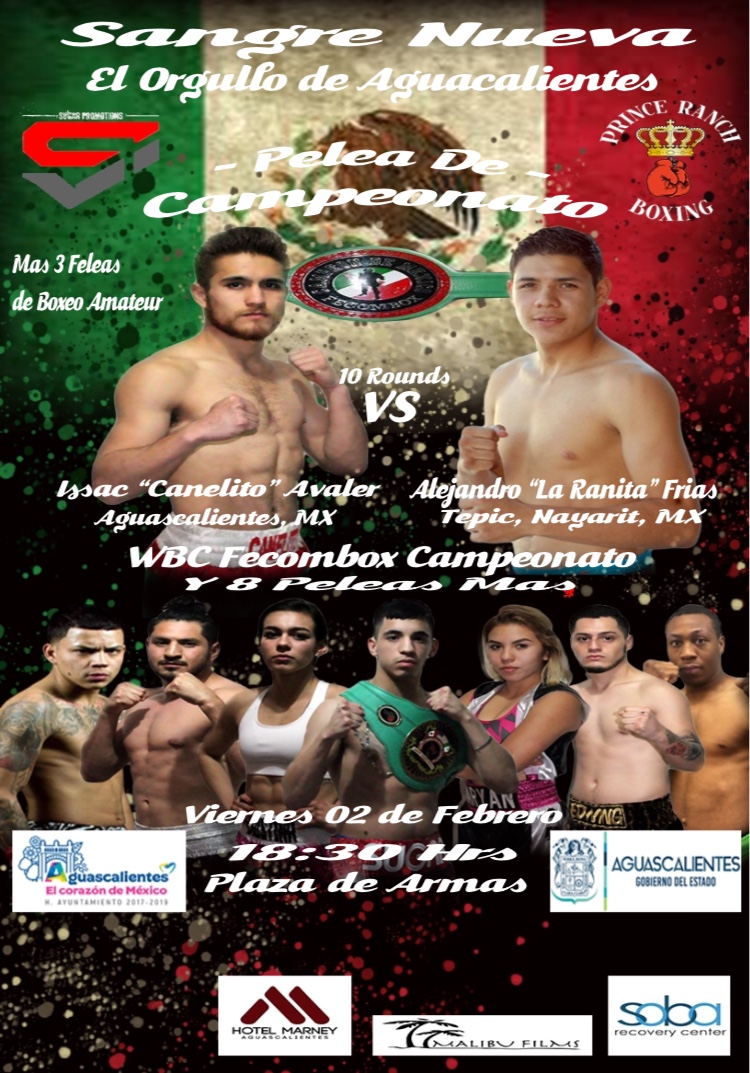 Sangre Nueva
El Orgullo de Aguacalientes
SUGAR PROMOTIONS
PRINCE RANCH
BOXING
- Pelea De -
Campeonato
Mas 3 Feleas
de Boxeo Amateur
FECOMBOX
10 Rounds
VS
Issac "Canelito" Avaler
Aguascalientes, MX
Alejandro "La Ranita" Frias
Tepic, Nayarit, MX
WBC Fecombox Campeonato
Y 8 Peleas Mas
Viernes 02 de Febrero
18:30 Hrs
Plaza de Armas
Aguascalientes
El corazón de México
H. AYUNTAMIENTO 2017-2019
AGUASCALIENTES
GOBIERNO DEL ESTADO
HOTEL MARNEY
AGUASCALIENTES
MALIBU FILMS
soba
recovery center